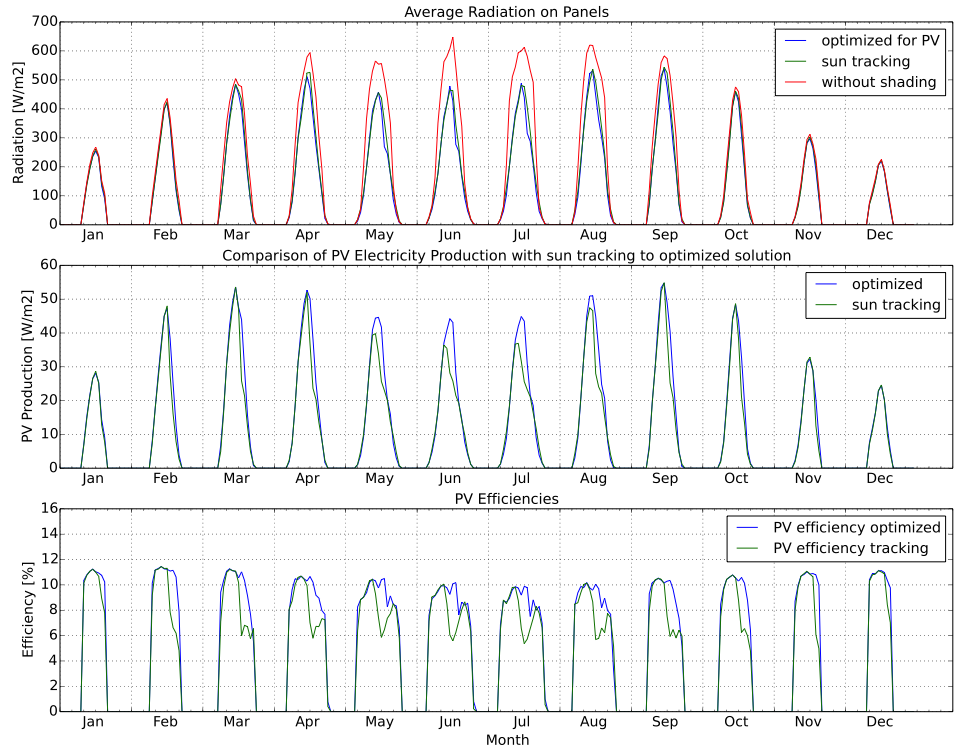 Average Radiation on Panels
700
600
500
400
300
200
100
0
Radiation [W/m2]
optimized for PV
sun tracking
without shading
Jan Feb Mar Apr May Jun Jul Aug Sep Oct Nov Dec
Comparison of PV Electricity Production with sun tracking to optimized solution
60
50
40
30
20
10
0
PV Production [W/m2]
optimized
sun tracking
Jan Feb Mar Apr May Jun Jul Aug Sep Oct Nov Dec
PV Efficiencies
16
14
12
10
8
6
4
2
0
Efficiency [%]
PV efficiency optimized
PV efficiency tracking
Jan Feb Mar Apr May Jun Jul Aug Sep Oct Nov Dec
Month